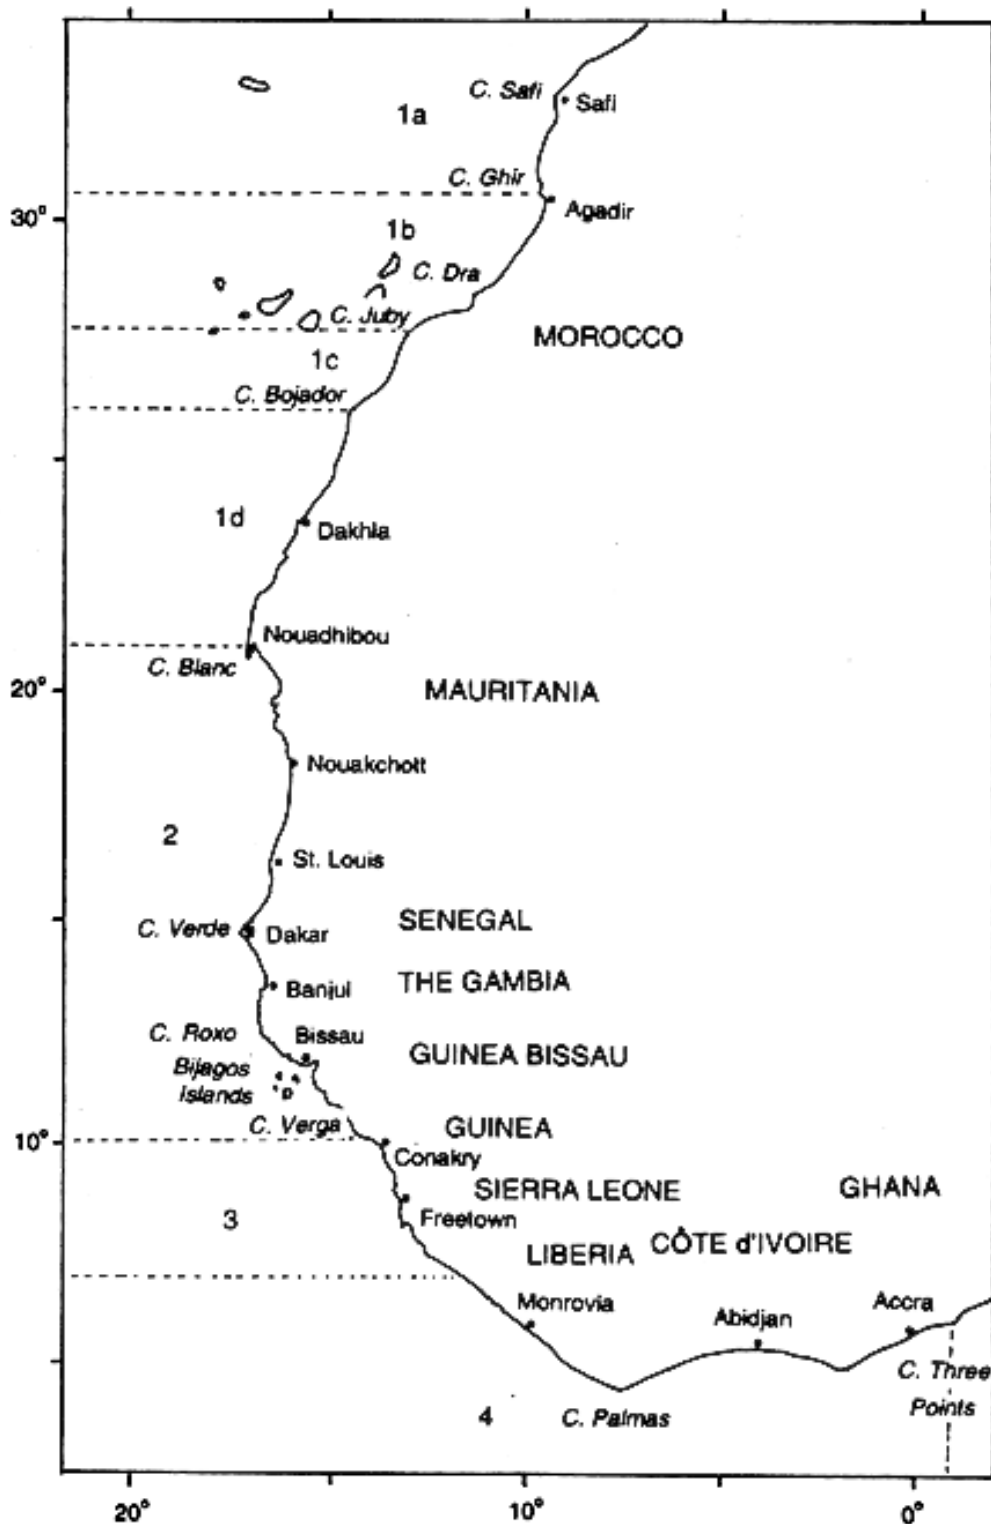 C. Safi
Safi
1a
C. Ghir
30°
Agadir
1b
C. Dra
C. Juby
MOROCCO
1c
C. Bojador
1d
Dakhla
Nouadhibou
C. Blanc
20°
MAURITANIA
Nouakchott
2
St. Louis
C. Verde
Dakar
SENEGAL
Banjul
THE GAMBIA
C. Roxo
Bissau
GUINEA BISSAU
Bijagos
Islands
C. Verga
GUINEA
10°
Conakry
SIERRA LEONE
GHANA
3
Freetown
LIBERIA
CÔTE d'IVOIRE
Monrovia
Abidjan
Accra
C. Three
Points
4
C. Palmas
20°
10°
0°